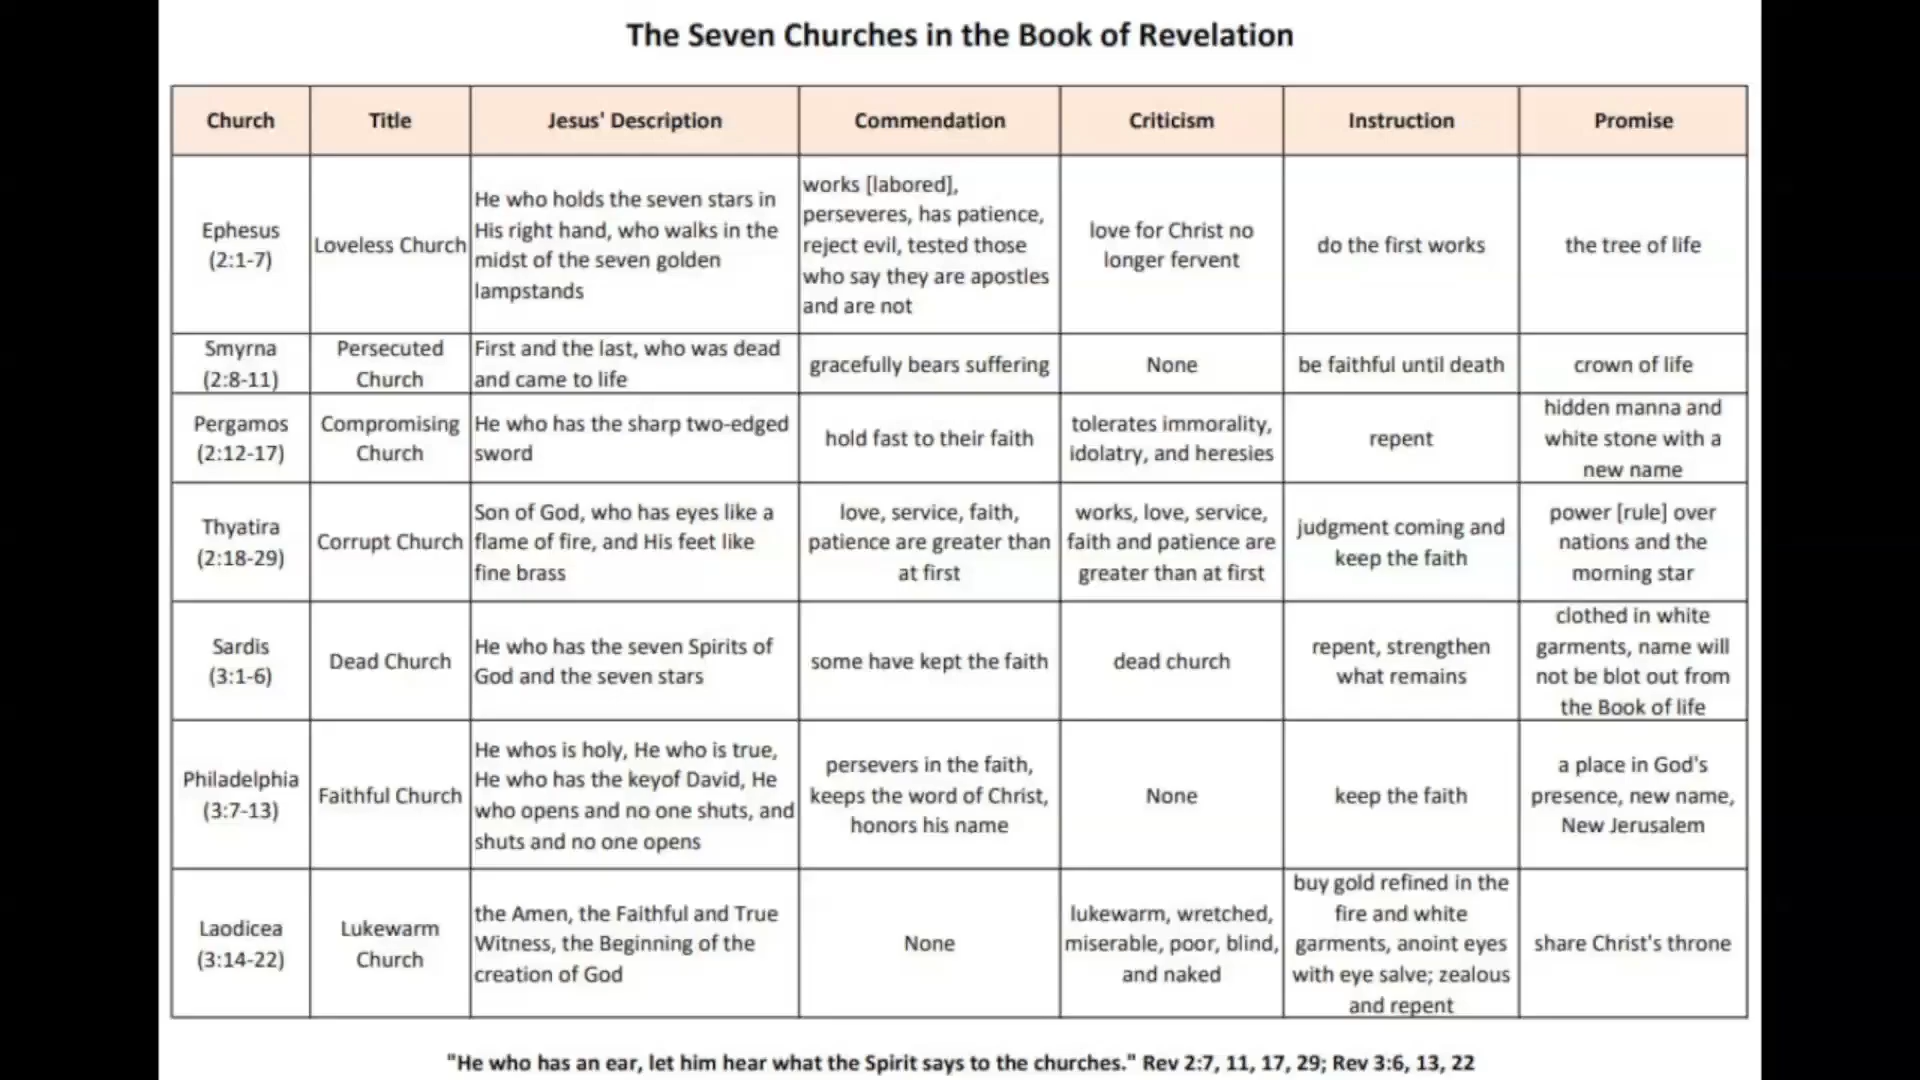 The Seven Churches in the Book of Revelation
Church Title Jesus' Description Commendation Criticism Instruction Promise
Ephesus
(2:1-7)
Loveless Church
He who holds the seven stars in
His right hand, who walks in the
midst of the seven golden
lampstands
works [labored],
perseveres, has patience,
reject evil, tested those
who say they are apostles
and are not
love for Christ no
longer fervent
do the first works
the tree of life
Smyrna
(2:8-11)
Persecuted
Church
First and the last, who was dead
and came to life
gracefully bears suffering
None
be faithful until death
crown of life
Pergamos
(2:12-17)
Compromising
Church
He who has the sharp two-edged
sword
hold fast to their faith
tolerates immorality,
idolatry, and heresies
repent
hidden manna and
white stone with a
new name
Thyatira
(2:18-29)
Corrupt Church
Son of God, who has eyes like a
flame of fire, and His feet like
fine brass
love, service, faith,
patience are greater than
at first
works, love, service,
faith and patience are
greater than at first
judgment coming and
keep the faith
power [rule] over
nations and the
morning star
Sardis
(3:1-6)
Dead Church
He who has the seven Spirits of
God and the seven stars
some have kept the faith
dead church
repent, strengthen
what remains
clothed in white
garments, name will
not be blot out from
the Book of life
Philadelphia
(3:7-13)
Faithful Church
He whos is holy, He who is true,
He who has the keyof David, He
who opens and no one shuts, and
shuts and no one opens
persevers in the faith,
keeps the word of Christ,
honors his name
None
keep the faith
a place in God's
presence, new name,
New Jerusalem
Laodicea
(3:14-22)
Lukewarm
Church
the Amen, the Faithful and True
Witness, the Beginning of the
creation of God
None
lukewarm, wretched,
miserable, poor, blind,
and naked
buy gold refined in the
fire and white
garments, anoint eyes
with eye salve; zealous
and repent
share Christ's throne
"He who has an ear, let him hear what the Spirit says to the churches." Rev 2:7, 11, 17, 29; Rev 3:6, 13, 22